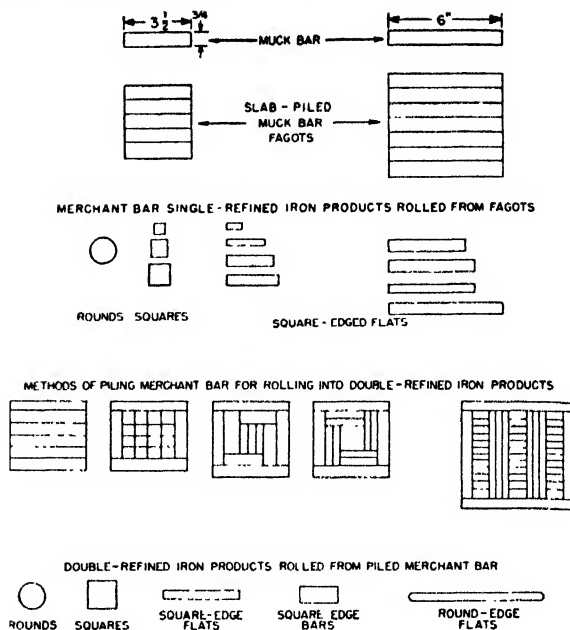 3 1/2
3/4
6"
MUCK BAR
SLAB - PILED
MUCK BAR
FAGOTS
MERCHANT BAR SINGLE - REFINED IRON PRODUCTS ROLLED FROM FAGOTS
ROUNDS SQUARES
SQUARE - EDGED FLATS
METHODS OF PILING MERCHANT BAR FOR ROLLING INTO DOUBLE-REFINED IRON PRODUCTS
DOUBLE-REFINED IRON PRODUCTS ROLLED FROM PILED MERCHANT BAR
ROUNDS SQUARES SQUARE-EDGE FLATS SQUARE EDGE BARS ROUND-EDGE FLATS